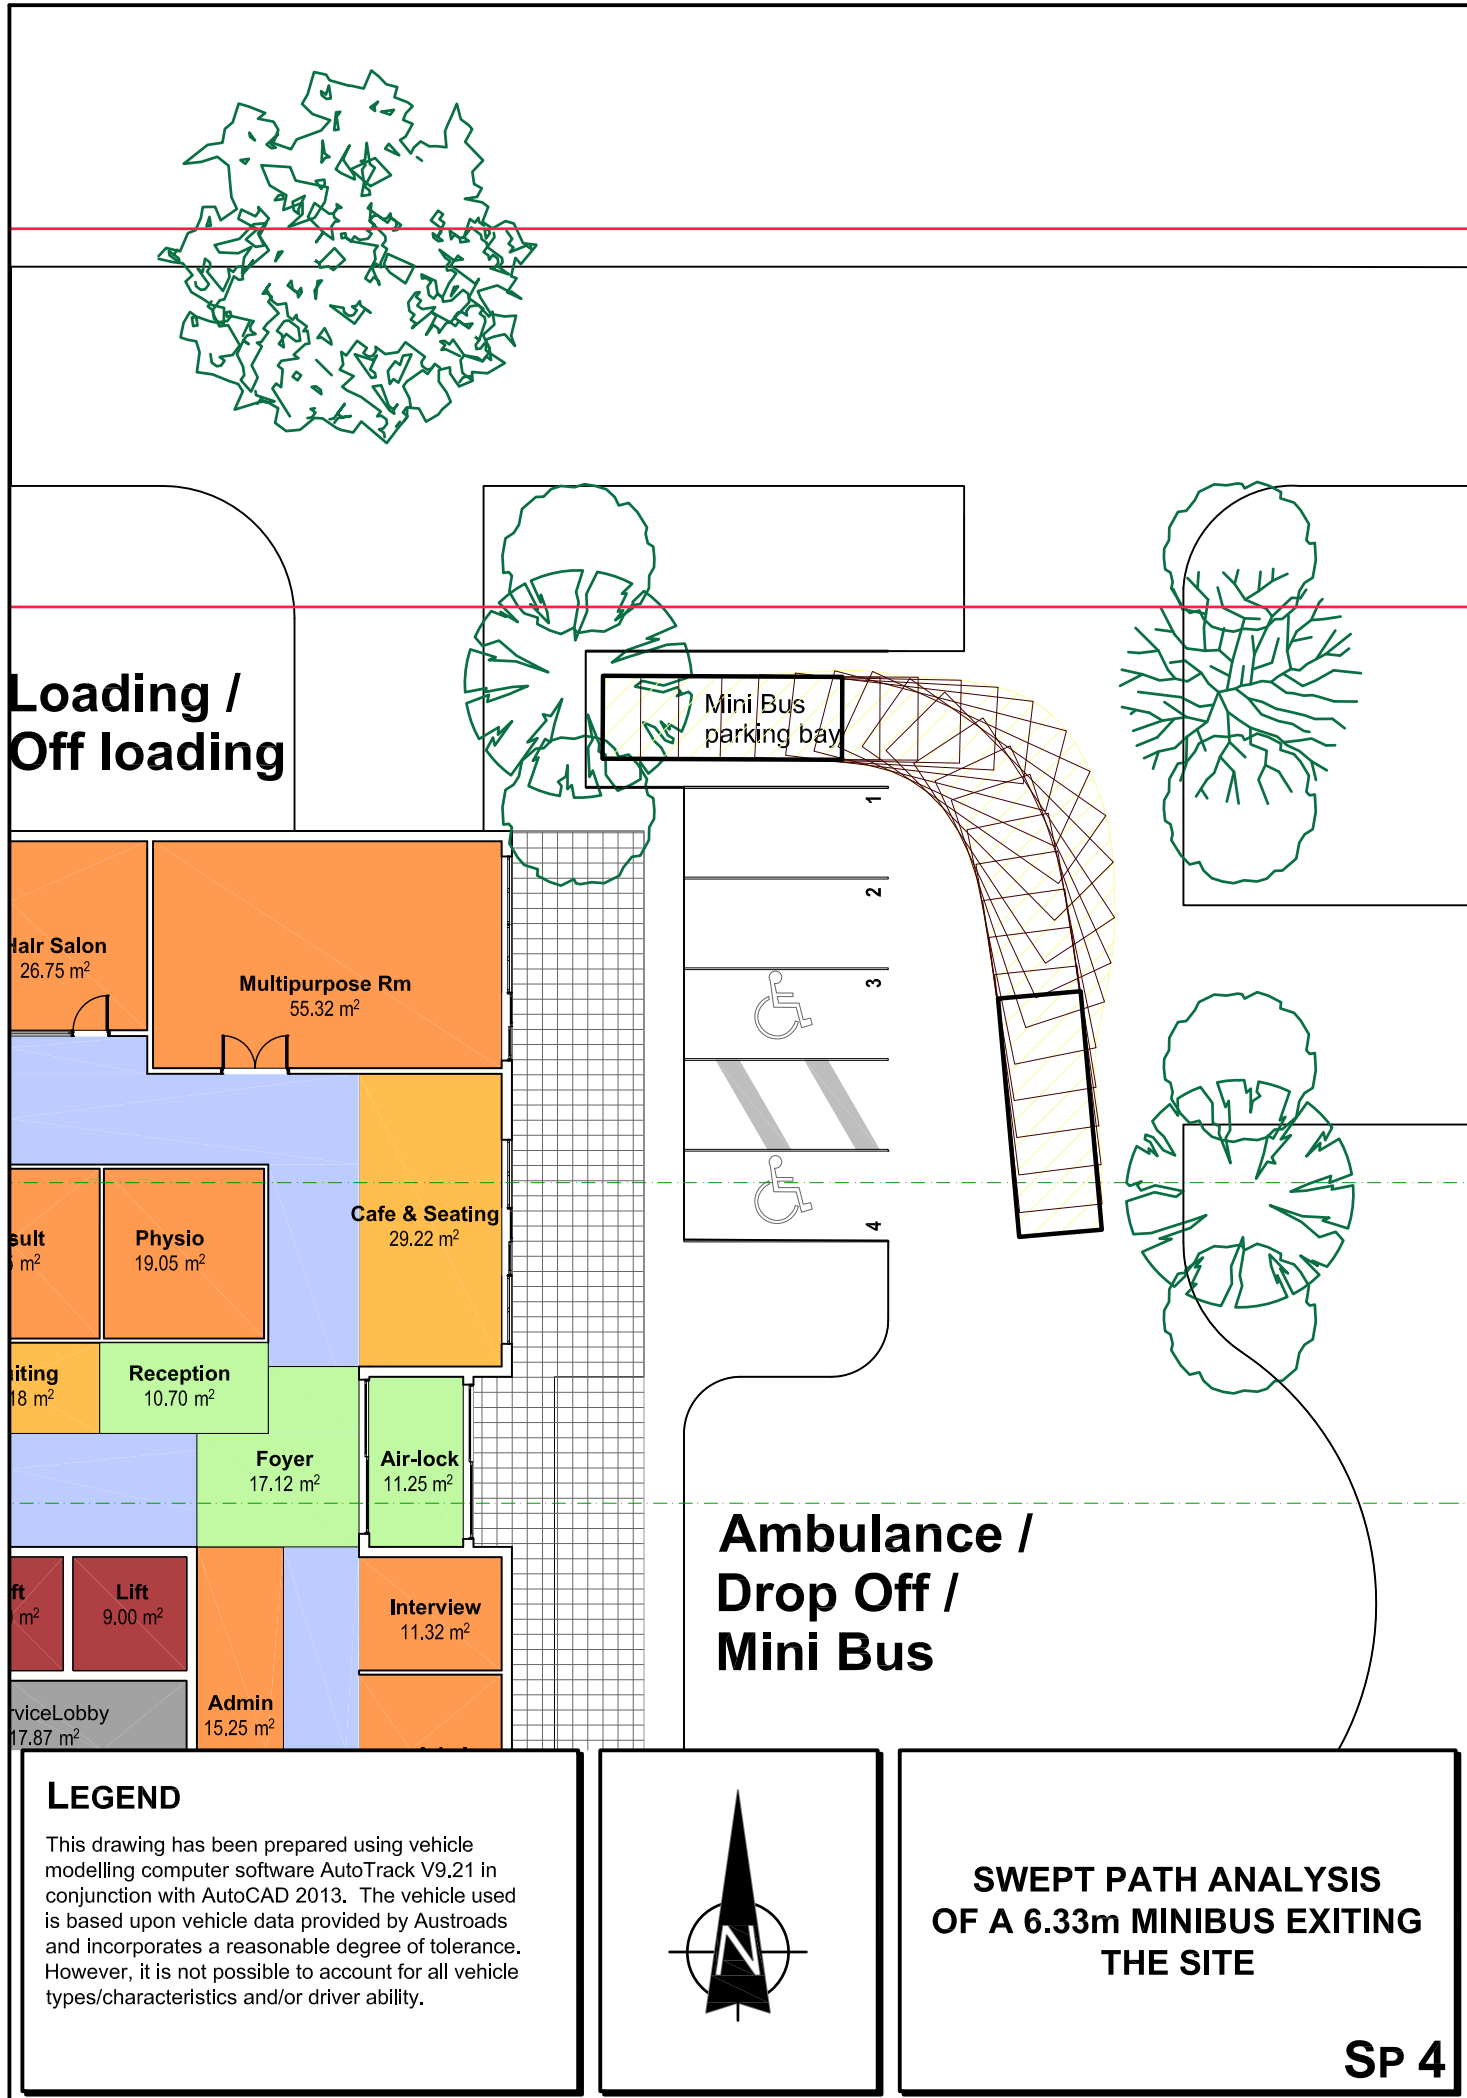 Loading /
Off loading
Mini Bus
parking bay
1
2
3
4
Hair Salon
26.75 m²
Multipurpose Rm
55.32 m²
Cafe & Seating
29.22 m²
sult
m²
Physio
19.05 m²
iting
18 m²
Reception
10.70 m²
Foyer
17.12 m²
Air-lock
11.25 m²
ft
m²
Lift
9.00 m²
Interview
11.32 m²
Admin
15.25 m²
rviceLobby
17.87 m²
Ambulance /
Drop Off /
Mini Bus
LEGEND
This drawing has been prepared using vehicle
modelling computer software AutoTrack V9.21 in
conjunction with AutoCAD 2013. The vehicle used
is based upon vehicle data provided by Austroads
and incorporates a reasonable degree of tolerance.
However, it is not possible to account for all vehicle
types/characteristics and/or driver ability.
N
SWEPT PATH ANALYSIS
OF A 6.33m MINIBUS EXITING
THE SITE
SP 4